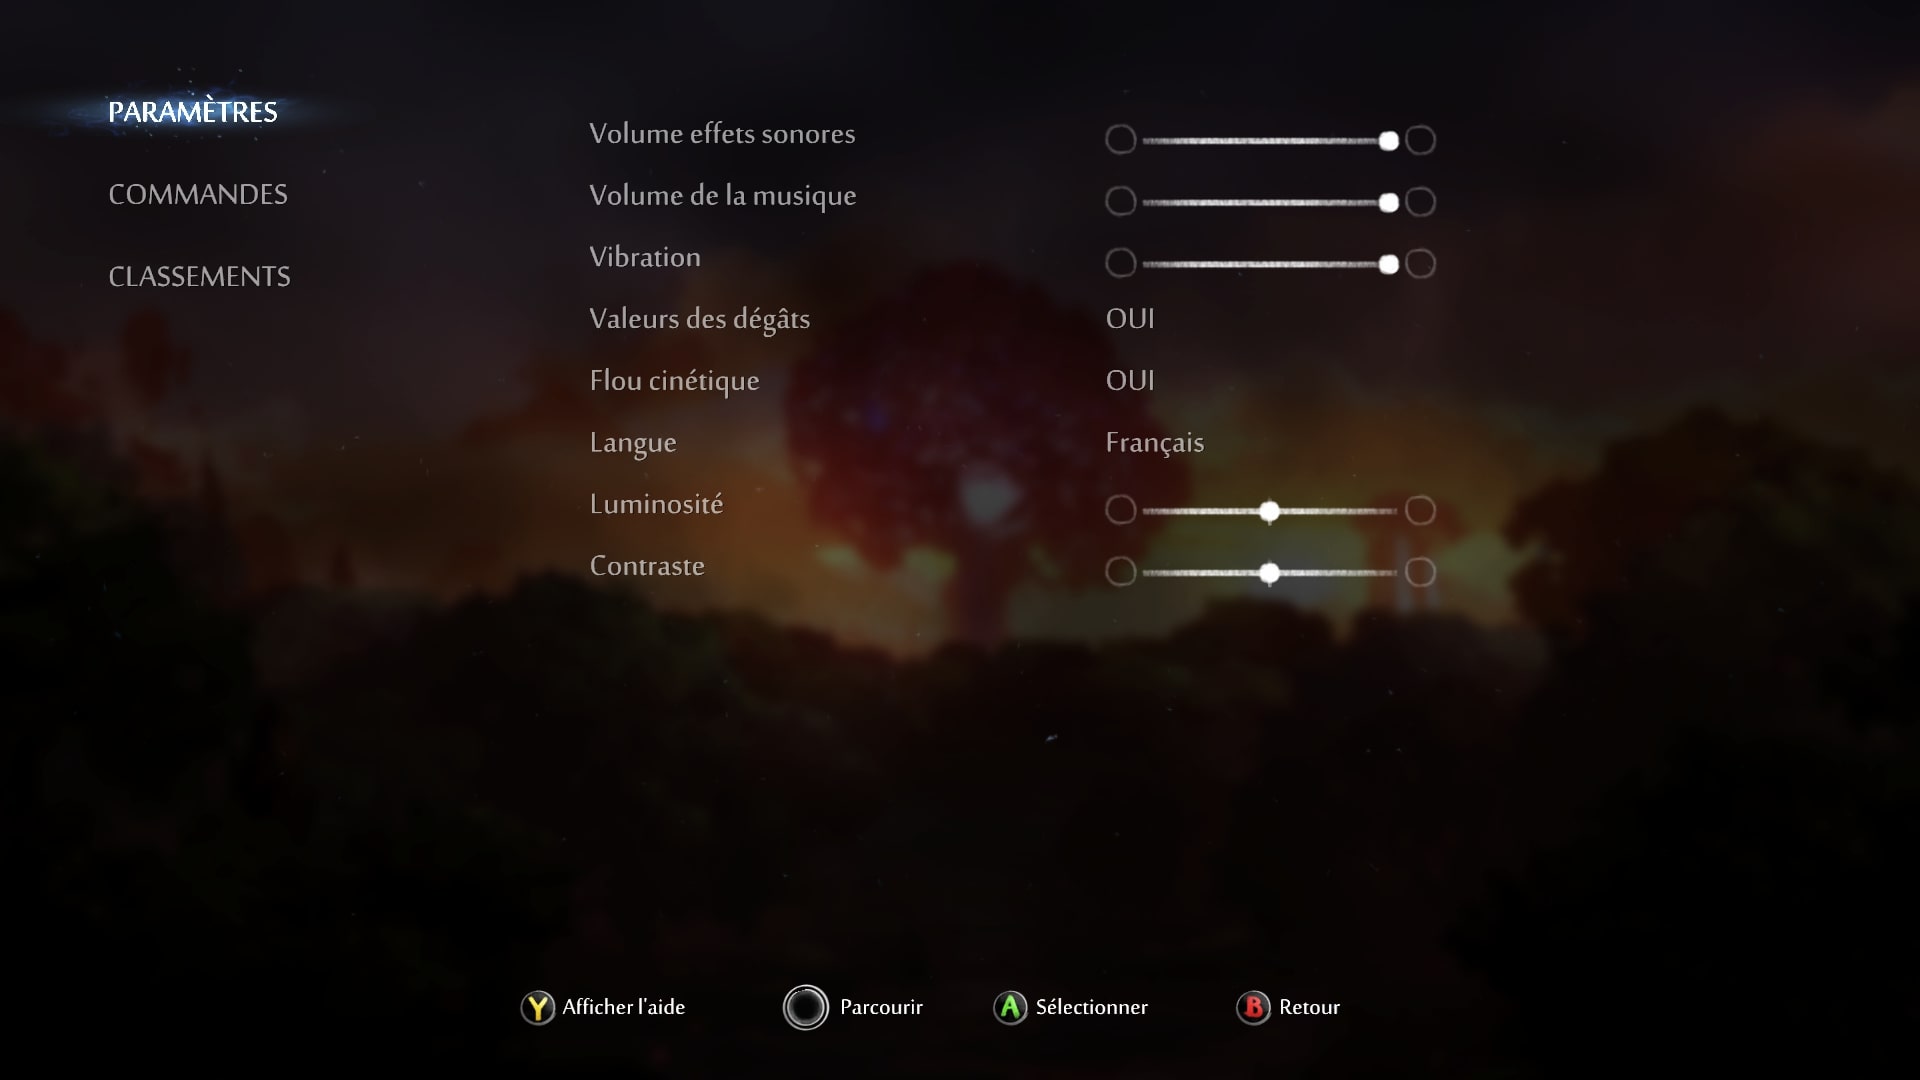 PARAMÈTRES
COMMANDES
CLASSEMENTS
Volume effets sonores
Volume de la musique
Vibration
Valeurs des dégâts OUI
Flou cinétique OUI
Langue Français
Luminosité
Contraste
Y Afficher l'aide Parcourir A Sélectionner B Retour